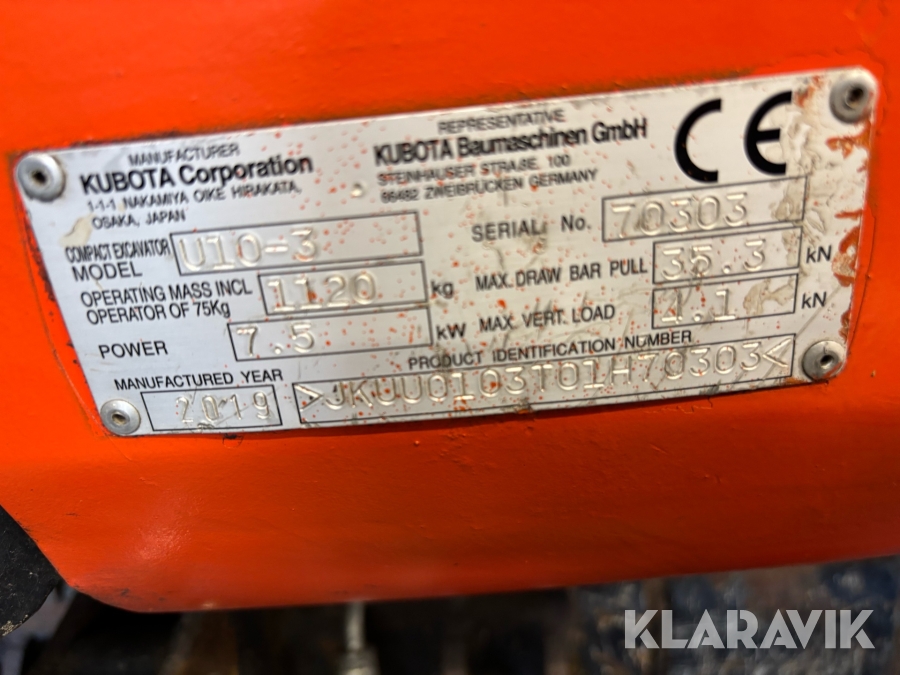 MANUFACTURER
KUBOTA Corporation
1-1-1, NAKAMIYA OIKE HIRAKATA,
OSAKA, JAPAN
REPRESENTATIVE
KUBOTA Baumaschinen GmbH
STEINHAUSER STRAßE, 100
66482 ZWEIBRÜCKEN GERMANY
CE
COMPACT EXCAVATOR
MODEL U10-3
SERIAL No. 70303
OPERATING MASS INCL
OPERATOR OF 75Kg 1120 kg
MAX. DRAW BAR PULL 35.3 kN
POWER 7.5 kW
MAX. VERT. LOAD 4.1 kN
MANUFACTURED YEAR
2019
PRODUCT IDENTIFICATION NUMBER
>JKUU0103T01H70303<
KLARAVIK